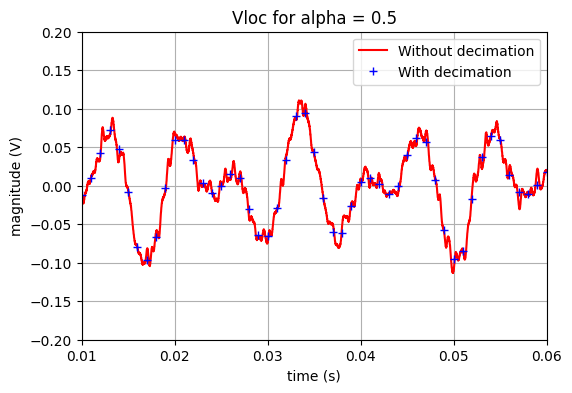 Vloc for alpha = 0.5
Without decimation
With decimation
magnitude (V)
0.20
0.15
0.10
0.05
0.00
−0.05
−0.10
−0.15
−0.20
0.01 0.02 0.03 0.04 0.05 0.06
time (s)